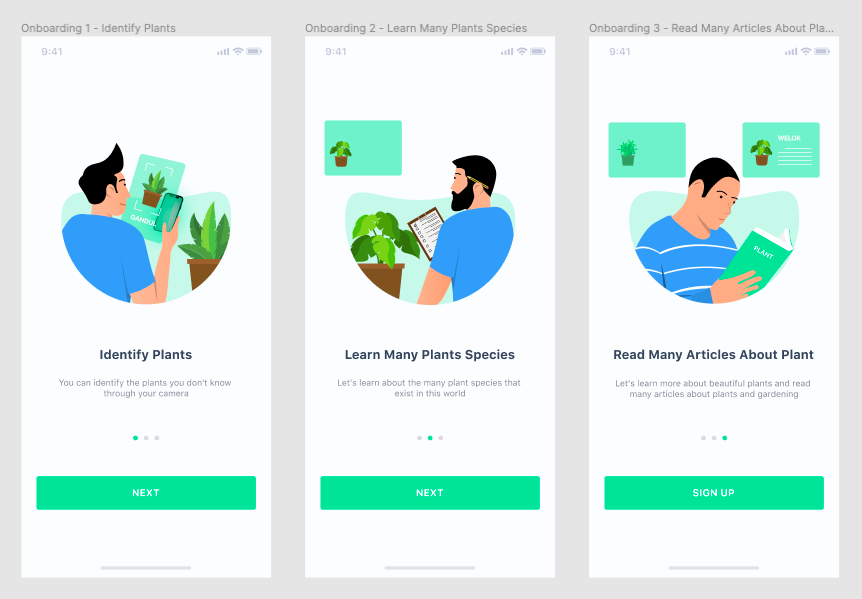 Onboarding 1 - Identify Plants
9:41
GANDU
Identify Plants
You can identify the plants you don't know
through your camera
NEXT
Onboarding 2 - Learn Many Plants Species
9:41
Learn Many Plants Species
Let's learn about the many plant species that
exist in this world
NEXT
Onboarding 3 - Read Many Articles About Pla...
9:41
WELOK
PLANT
Read Many Articles About Plant
Let's learn more about beautiful plants and read
many articles about plants and gardening
SIGN UP